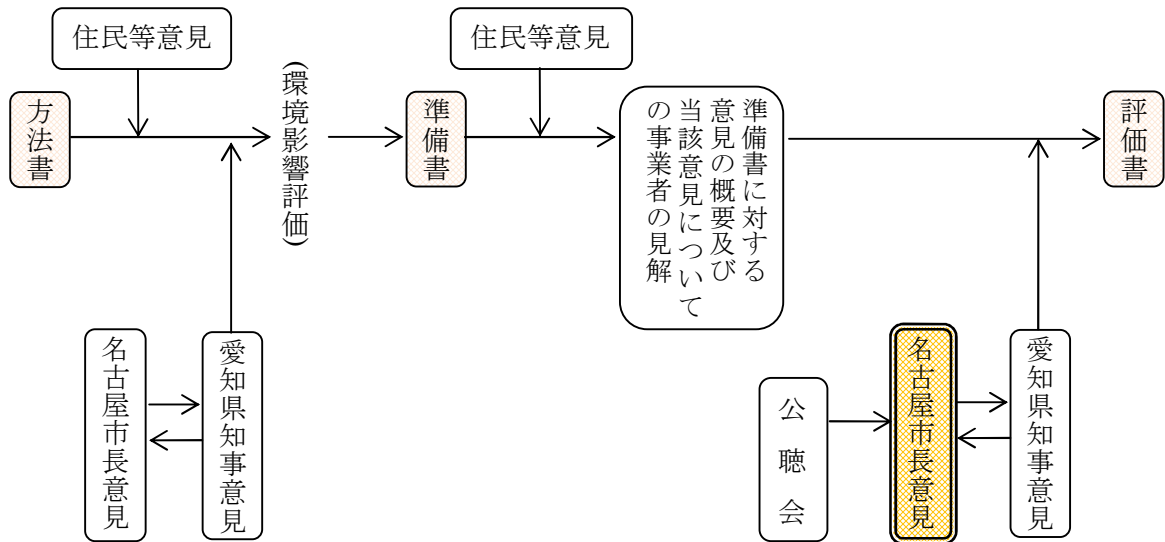 住民等意見
住民等意見
方法書
(環境影響評価)
準備書
準備書に対する
意見の概要及び
当該意見について
の事業者の見解
評価書
名古屋市長意見
愛知県知事意見
公聴会
名古屋市長意見
愛知県知事意見